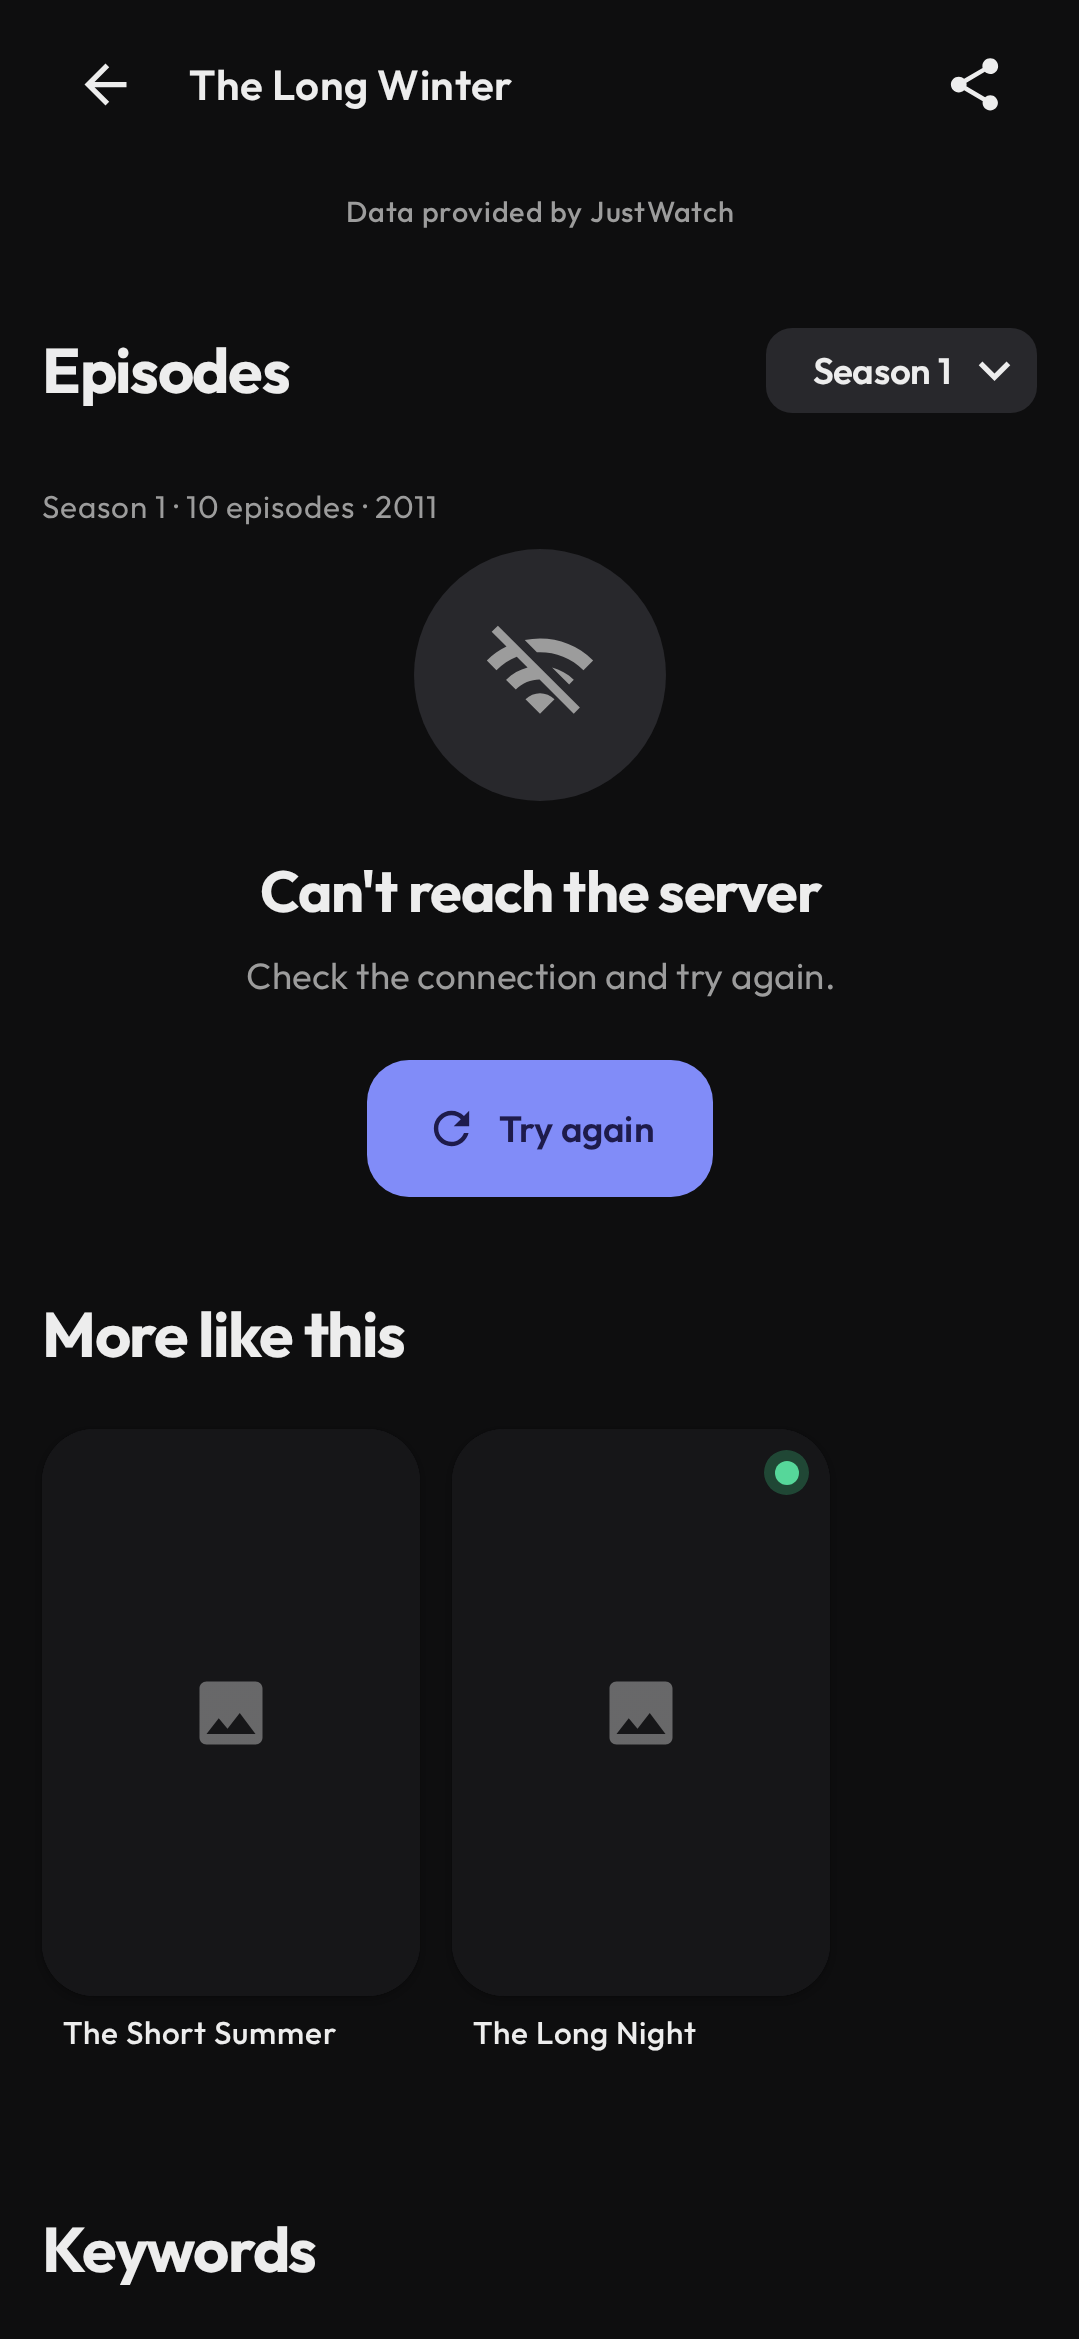 The Long Winter
Data provided by JustWatch
Episodes
Season 1
Season 1 · 10 episodes · 2011
Can't reach the server
Check the connection and try again.
Try again
More like this
The Short Summer
The Long Night
Keywords